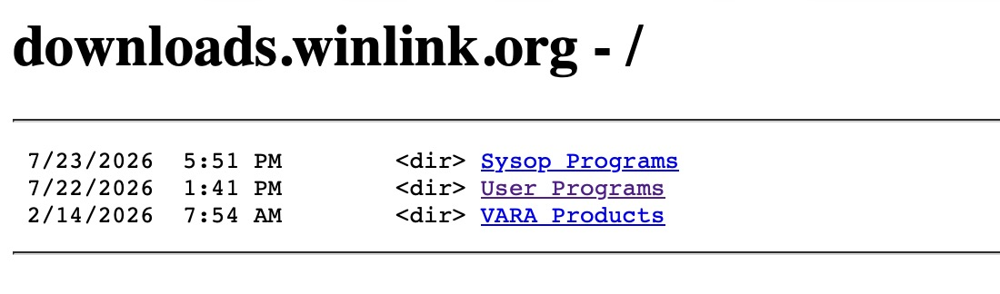 downloads.winlink.org - /
7/23/2026  5:51 PM        <dir> Sysop Programs
7/22/2026  1:41 PM        <dir> User Programs
2/14/2026  7:54 AM        <dir> VARA Products